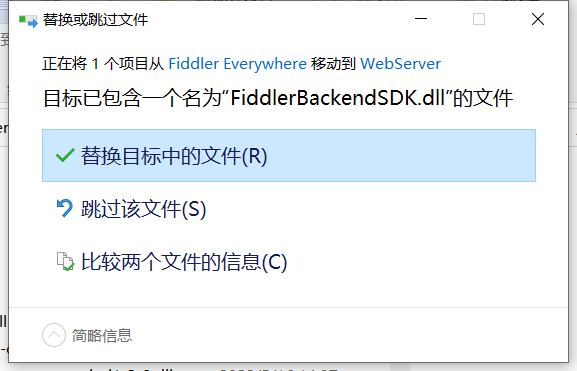 替换或跳过文件
正在将 1 个项目从 Fiddler Everywhere 移动到 WebServer
目标已包含一个名为“FiddlerBackendSDK.dll”的文件
替换目标中的文件(R)
跳过该文件(S)
比较两个文件的信息(C)
简略信息